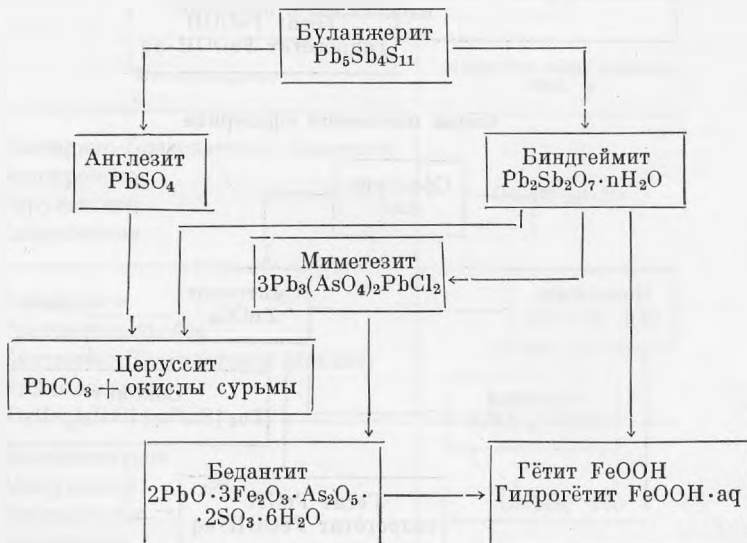 Буланжерит
Pb₅Sb₄S₁₁
Англезит
PbSO₄
Биндгеймит
Pb₂Sb₂O₇·nH₂O
Миметезит
3Pb₃(AsO₄)₂PbCl₂
Церуссит
PbCO₃ + окислы сурьмы
Бедантит
2PbO·3Fe₂O₃·As₂O₅·
·2SO₃·6H₂O
Гётит FeOOH
Гидрогётит FeOOH·aq